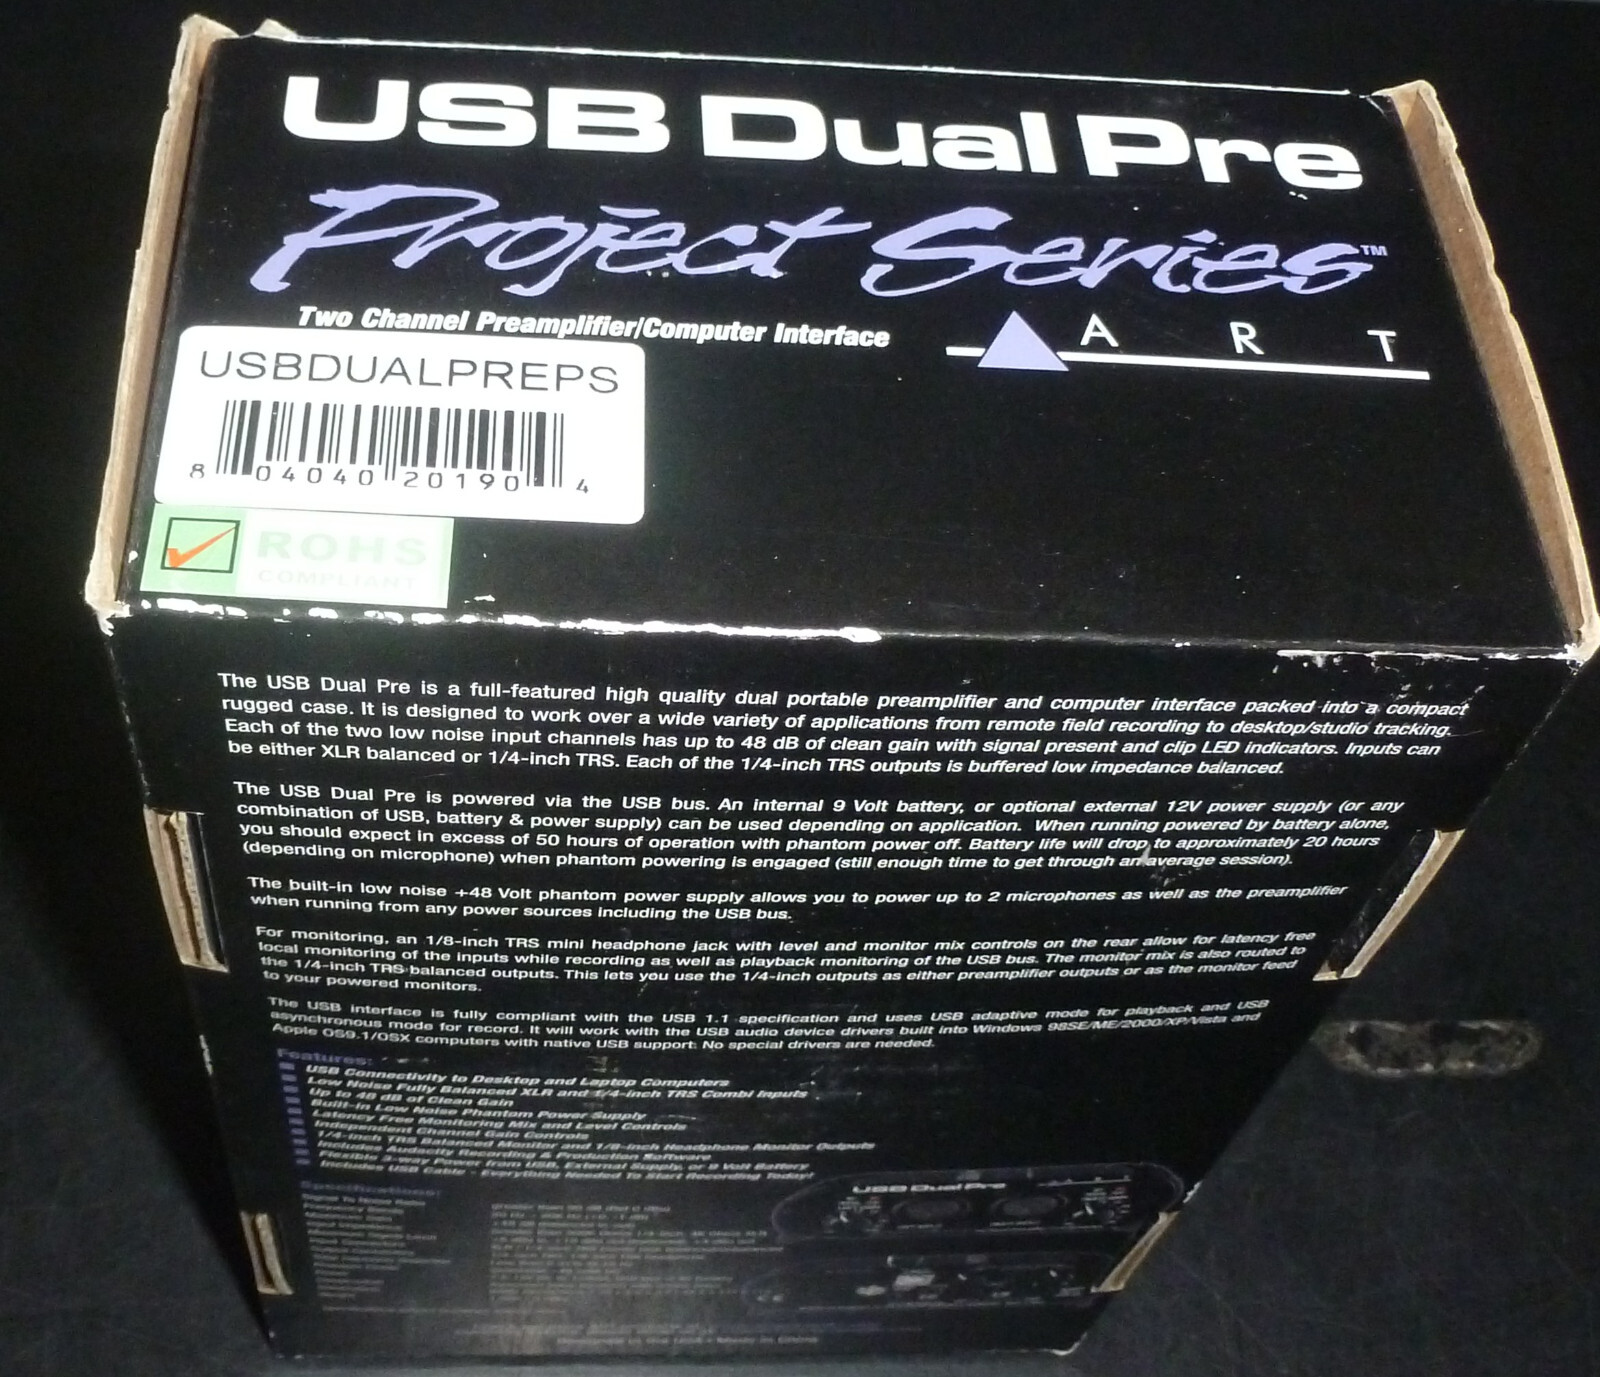 USB Dual Pre
Project Series™
Two Channel Preamplifier/Computer Interface
A R T
USBDUALPREPS
8 04040 20190 4
ROHS
COMPLIANT
The USB Dual Pre is a full-featured high quality dual portable preamplifier and computer interface packed into a compact
rugged case. It is designed to work over a wide variety of applications from remote field recording to desktop/studio tracking.
Each of the two low noise input channels has up to 48 dB of clean gain with signal present and clip LED indicators. Inputs can
be either XLR balanced or 1/4-inch TRS. Each of the 1/4-inch TRS outputs is buffered low impedance balanced.
The USB Dual Pre is powered via the USB bus. An internal 9 Volt battery, or optional external 12V power supply (or any
combination of USB, battery & power supply) can be used depending on application. When running powered by battery alone,
you should expect in excess of 50 hours of operation with phantom power off. Battery life will drop to approximately 20 hours
(depending on microphone) when phantom powering is engaged (still enough time to get through an average session).
The built-in low noise +48 Volt phantom power supply allows you to power up to 2 microphones as well as the preamplifier
when running from any power sources including the USB bus.
For monitoring, an 1/8-inch TRS mini headphone jack with level and monitor mix controls on the rear allow for latency free
local monitoring of the inputs while recording as well as playback monitoring of the USB bus. The monitor mix is also routed to
the 1/4-inch TRS balanced outputs. This lets you use the 1/4-inch outputs as either preamplifier outputs or as the monitor feed
to your powered monitors.
The USB interface is fully compliant with the USB 1.1 specification and uses USB adaptive mode for playback and USB
asynchronous mode for record. It will work with the USB audio device drivers built into Windows 98SE/ME/2000/XP/Vista and
Apple OS9.1/OSX computers with native USB support. No special drivers are needed.
Features:
USB Connectivity to Desktop and Laptop Computers
Low Noise Fully Balanced XLR and 1/4-inch TRS Combi Inputs
Up to 48 dB of Clean Gain
Built-in Low Noise Phantom Power Supply
Latency Free Monitoring Mix and Level Controls
Independent Channel Gain Controls
1/4-inch TRS Balanced Monitor and 1/8-inch Headphone Monitor Outputs
Includes Audacity Recording & Production Software
Flexible 3-way Power from USB, External Supply, or 9 Volt Battery
Includes USB Cable - Everything Needed To Start Recording Today!
Specifications:
USB Dual Pre